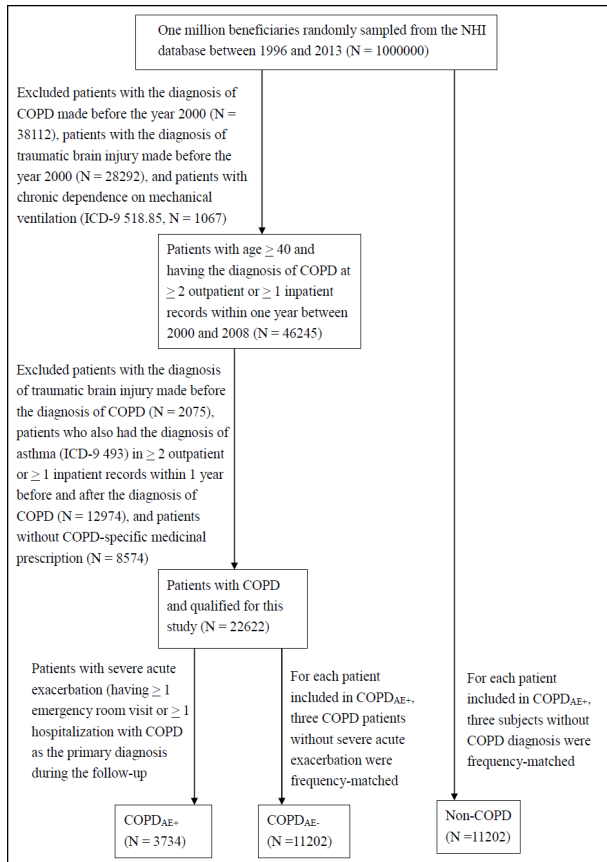 One million beneficiaries randomly sampled from the NHI
database between 1996 and 2013 (N = 1000000)
Excluded patients with the diagnosis of
COPD made before the year 2000 (N =
38112), patients with the diagnosis of
traumatic brain injury made before the
year 2000 (N = 28292), and patients with
chronic dependence on mechanical
ventilation (ICD-9 518.85, N = 1067)
Patients with age ≥ 40 and
having the diagnosis of COPD at
≥ 2 outpatient or ≥ 1 inpatient
records within one year between
2000 and 2008 (N = 46245)
Excluded patients with the diagnosis
of traumatic brain injury made before
the diagnosis of COPD (N = 2075),
patients who also had the diagnosis of
asthma (ICD-9 493) in ≥ 2 outpatient
or ≥ 1 inpatient records within 1 year
before and after the diagnosis of
COPD (N = 12974), and patients
without COPD-specific medicinal
prescription (N = 8574)
Patients with COPD
and qualified for this
study (N = 22622)
Patients with severe acute
exacerbation (having ≥ 1
emergency room visit or ≥ 1
hospitalization with COPD
as the primary diagnosis
during the follow-up
For each patient
included in COPDAE+,
three COPD patients
without severe acute
exacerbation were
frequency-matched
For each patient
included in COPDAE+,
three subjects without
COPD diagnosis were
frequency-matched
COPDAE+
(N = 3734)
COPDAE-
(N =11202)
Non-COPD
(N =11202)